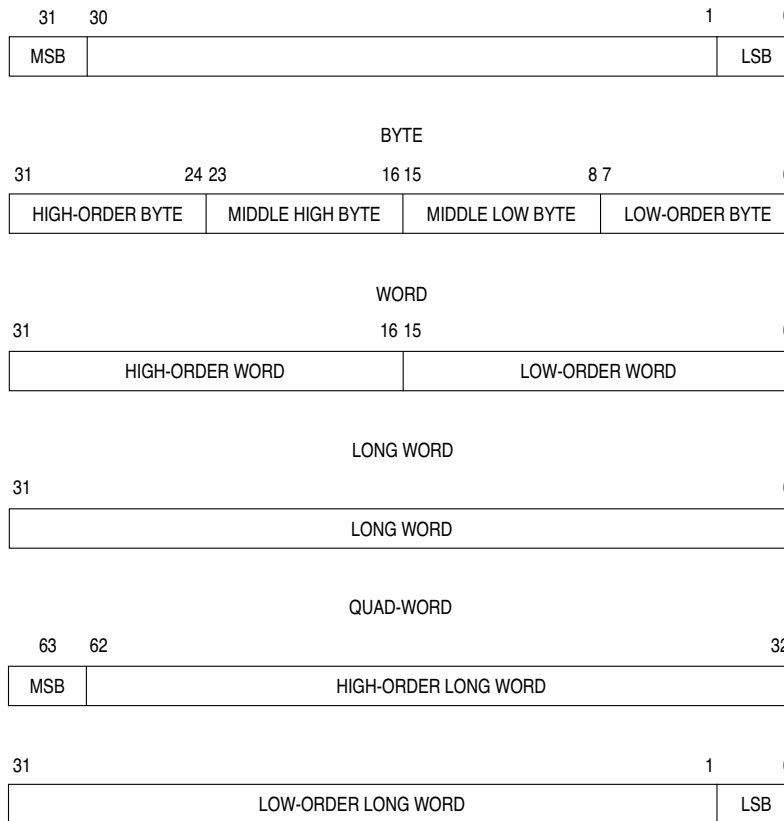 31 30 1
MSB LSB
BYTE
31 24 23 16 15 8 7
HIGH-ORDER BYTE MIDDLE HIGH BYTE MIDDLE LOW BYTE LOW-ORDER BYTE
WORD
31 16 15
HIGH-ORDER WORD LOW-ORDER WORD
LONG WORD
31
LONG WORD
QUAD-WORD
63 62 32
MSB HIGH-ORDER LONG WORD
31 1
LOW-ORDER LONG WORD LSB